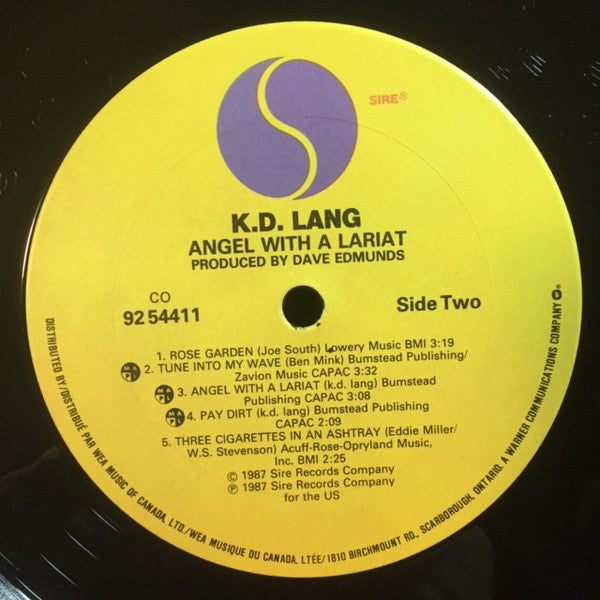 SIRE®
K.D. LANG
ANGEL WITH A LARIAT
PRODUCED BY DAVE EDMUNDS
CO
92 54411
Side Two
1. ROSE GARDEN (Joe South) Lowery Music BMI 3:19
2. TUNE INTO MY WAVE (Ben Mink) Bumstead Publishing/
Zavion Music CAPAC 3:32
3. ANGEL WITH A LARIAT (k.d. lang) Bumstead
Publishing CAPAC 3:08
4. PAY DIRT (k.d. lang) Bumstead Publishing
CAPAC 2:09
5. THREE CIGARETTES IN AN ASHTRAY (Eddie Miller/
W.S. Stevenson) Acuff-Rose-Opryland Music,
Inc. BMI 2:25
© 1987 Sire Records Company
℗ 1987 Sire Records Company
for the US
DISTRIBUTED BY/DISTRIBUÉ PAR WEA MUSIC OF CANADA, LTD./WEA MUSIQUE DU CANADA, LTÉE/1810 BIRCHMOUNT RD., SCARBOROUGH, ONTARIO. A WARNER COMMUNICATIONS COMPANY